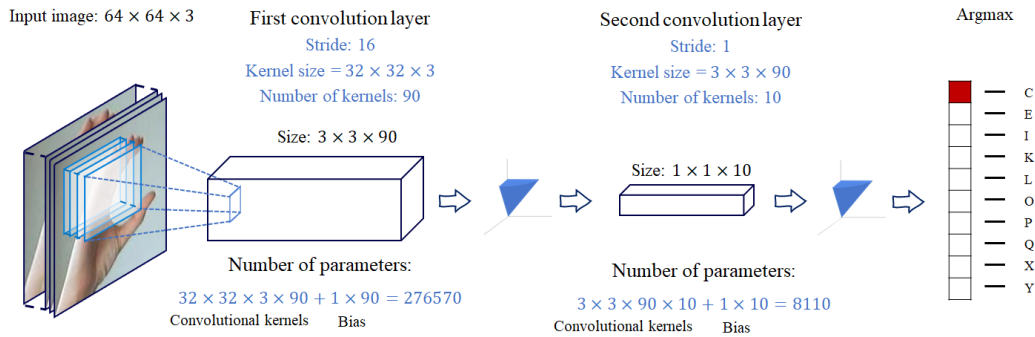 Input image: 64 × 64 × 3
First convolution layer
Stride: 16
Kernel size = 32 × 32 × 3
Number of kernels: 90
Size: 3 × 3 × 90
Number of parameters:
32 × 32 × 3 × 90 + 1 × 90 = 276570
Convolutional kernels Bias
Second convolution layer
Stride: 1
Kernel size = 3 × 3 × 90
Number of kernels: 10
Size: 1 × 1 × 10
Number of parameters:
3 × 3 × 90 × 10 + 1 × 10 = 8110
Convolutional kernels Bias
Argmax
C
E
I
K
L
O
P
Q
X
Y